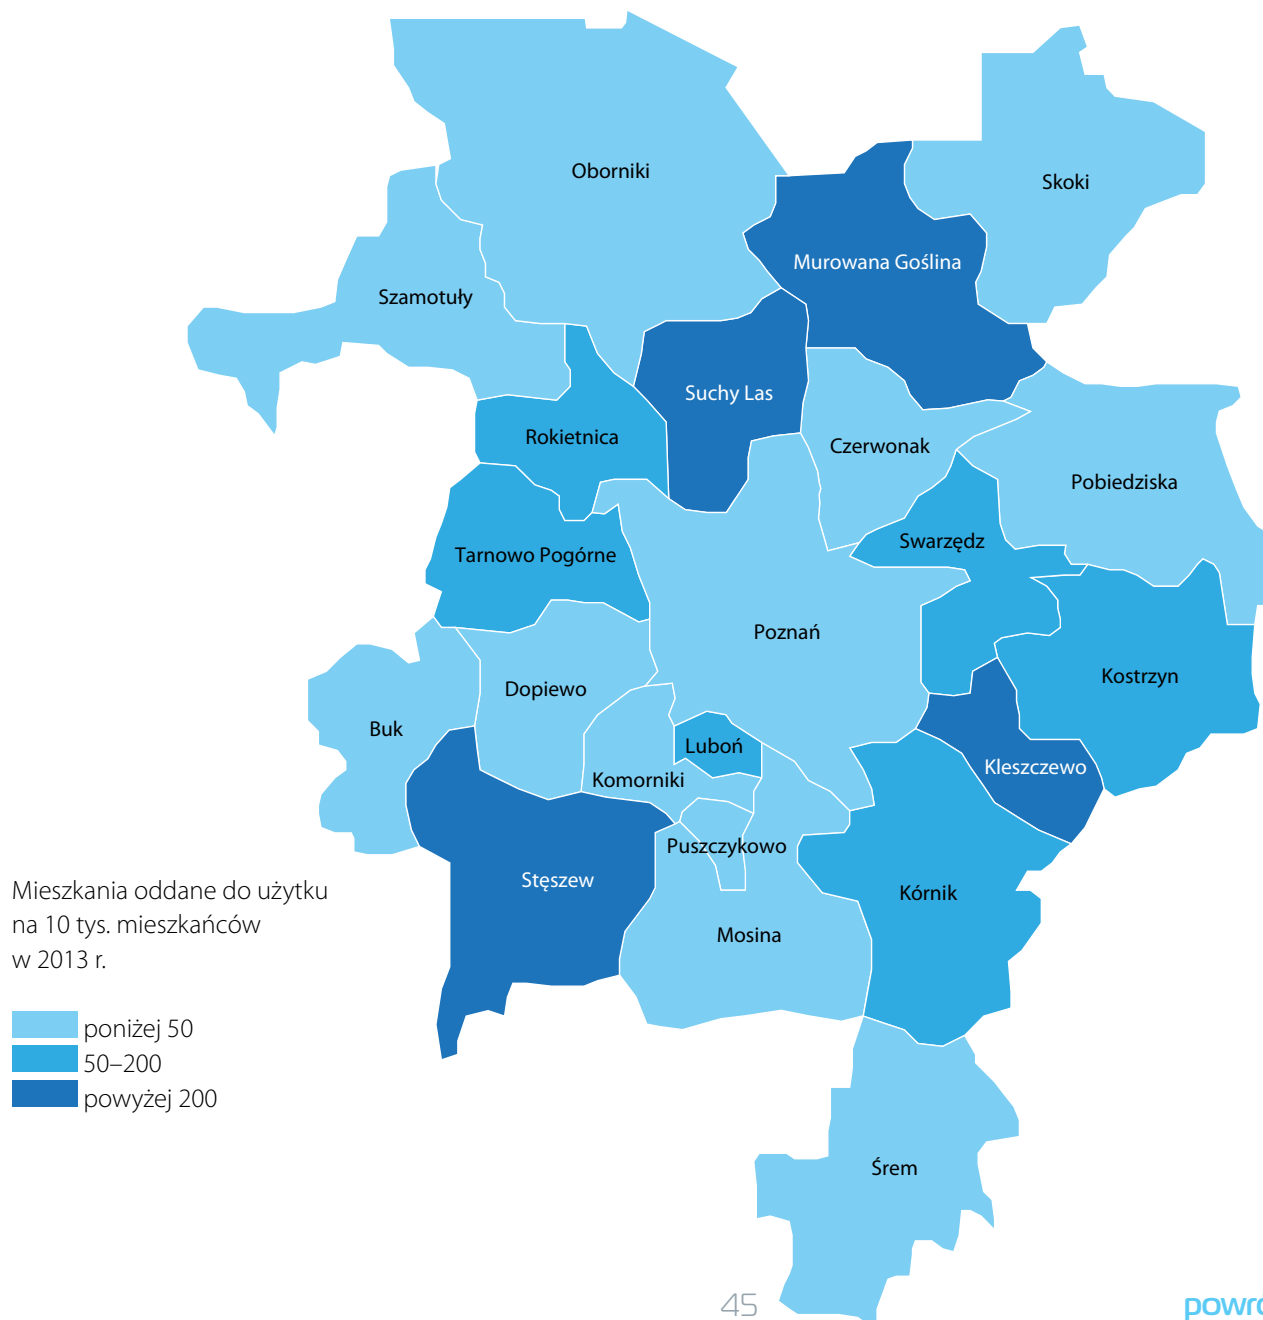 Oborniki
Skoki
Murowana Goślina
Szamotuły
Suchy Las
Rokietnica
Czerwonak
Pobiedziska
Swarzędz
Tarnowo Pogórne
Poznań
Kostrzyn
Dopiewo
Buk
Luboń
Kleszczewo
Komorniki
Puszczykowo
Stęszew
Kórnik
Mosina
Śrem
Mieszkania oddane do użytku
na 10 tys. mieszkańców
w 2013 r.
poniżej 50
50–200
powyżej 200
45